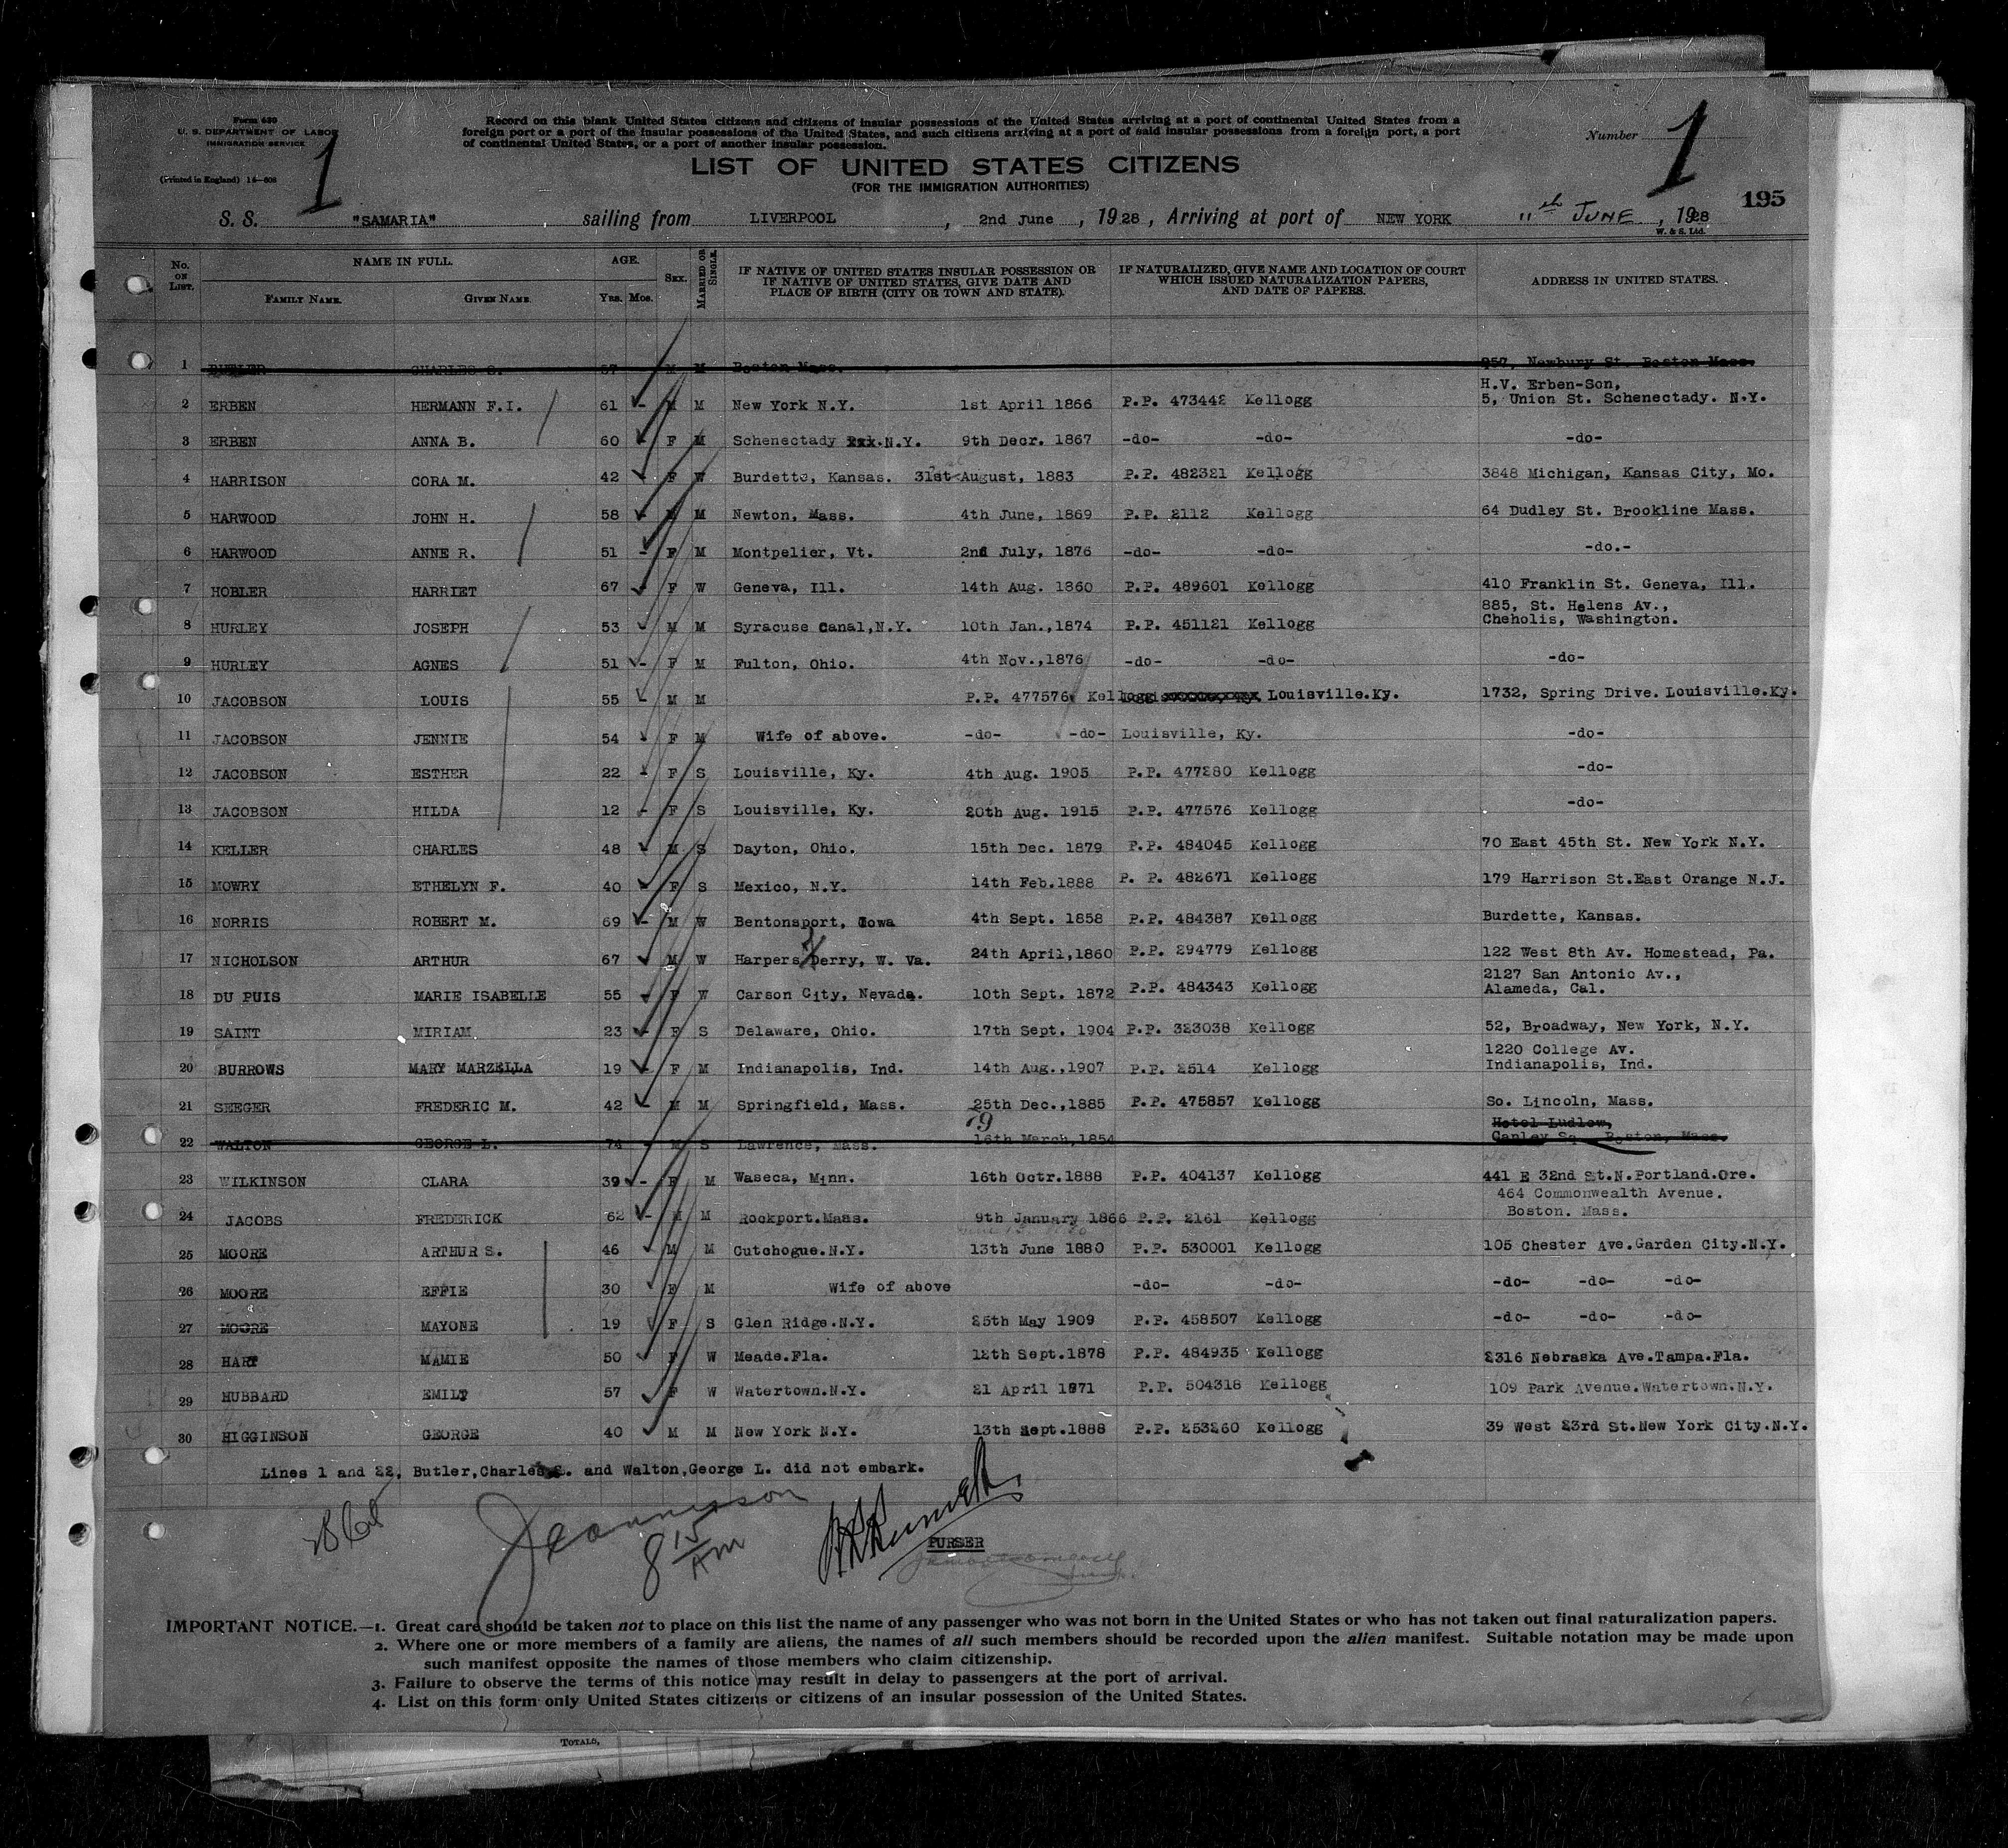 Form 630
U. S. DEPARTMENT OF LABOR
IMMIGRATION SERVICE
(Printed in England) 14—608
1
Record on this blank United States citizens and citizens of insular possessions of the United States arriving at a port of continental United States from a
foreign port or a port of the insular possessions of the United States, and such citizens arriving at a port of said insular possessions from a foreign port, a port
of continental United States, or a port of another insular possession.
Number 1
195
LIST OF UNITED STATES CITIZENS
(FOR THE IMMIGRATION AUTHORITIES)
S. S. "SAMARIA" sailing from LIVERPOOL, 2nd June, 1928, Arriving at port of NEW YORK 11th JUNE, 1928
W. & S. Ltd.
No. ON LIST. NAME IN FULL. FAMILY NAME. GIVEN NAME. AGE. YRS. MOS. SEX. MARRIED OR SINGLE. IF NATIVE OF UNITED STATES INSULAR POSSESSION OR IF NATIVE OF UNITED STATES, GIVE DATE AND PLACE OF BIRTH (CITY OR TOWN AND STATE). IF NATURALIZED, GIVE NAME AND LOCATION OF COURT WHICH ISSUED NATURALIZATION PAPERS, AND DATE OF PAPERS. ADDRESS IN UNITED STATES.
1 BUTLER CHARLES S. 57 M M Boston Mass. 257, Newbury St. Boston Mass.
H.V. Erben-Son,
2 ERBEN HERMANN F.I. 61 - M M New York N.Y. 1st April 1866 P.P. 473442 Kellogg 5, Union St. Schenectady. N.Y.
3 ERBEN ANNA B. 60 - F M Schenectady N.Y. 9th Decr. 1867 -do- -do- -do-
4 HARRISON CORA M. 42 - F W Burdette, Kansas. 31st August, 1883 P.P. 482321 Kellogg 3848 Michigan, Kansas City, Mo.
5 HARWOOD JOHN H. 58 - M M Newton, Mass. 4th June, 1869 P.P. 2112 Kellogg 64 Dudley St. Brookline Mass.
6 HARWOOD ANNE R. 51 - F M Montpelier, Vt. 2nd July, 1876 -do- -do- -do.-
7 HOBLER HARRIET 67 - F W Geneva, Ill. 14th Aug. 1860 P.P. 489601 Kellogg 410 Franklin St. Geneva, Ill.
885, St. Helens Av.,
8 HURLEY JOSEPH 53 - M M Syracuse Canal,N.Y. 10th Jan.,1874 P.P. 451121 Kellogg Cheholis, Washington.
9 HURLEY AGNES 51 - F M Fulton, Ohio. 4th Nov.,1876 -do- -do- -do-
10 JACOBSON LOUIS 55 - M M P.P. 477576 Kellogg Louisville.Ky. 1732, Spring Drive. Louisville.Ky.
11 JACOBSON JENNIE 54 - F M Wife of above. -do- -do- Louisville, Ky. -do-
12 JACOBSON ESTHER 22 - F S Louisville, Ky. 4th Aug. 1905 P.P. 477280 Kellogg -do-
13 JACOBSON HILDA 12 - F S Louisville, Ky. 20th Aug. 1915 P.P. 477576 Kellogg -do-
14 KELLER CHARLES 48 - M S Dayton, Ohio. 15th Dec. 1879 P.P. 484045 Kellogg 70 East 45th St. New York N.Y.
15 MOWRY ETHELYN F. 40 - F S Mexico, N.Y. 14th Feb.1888 P. P. 482671 Kellogg 179 Harrison St.East Orange N.J.
16 NORRIS ROBERT M. 69 - M W Bentonsport, Iowa 4th Sept. 1858 P.P. 484387 Kellogg Burdette, Kansas.
17 NICHOLSON ARTHUR 67 - M W Harpers Ferry, W. Va. 24th April,1860 P.P. 294779 Kellogg 122 West 8th Av. Homestead, Pa.
2127 San Antonio Av.,
18 DU PUIS MARIE ISABELLE 55 - F W Carson City, Nevada. 10th Sept. 1872 P.P. 484343 Kellogg Alameda, Cal.
19 SAINT MIRIAM 23 - F S Delaware, Ohio. 17th Sept. 1904 P.P. 323038 Kellogg 52, Broadway, New York, N.Y.
1220 College Av.
20 BURROWS MARY MARZELLA 19 - F M Indianapolis, Ind. 14th Aug.,1907 P.P. 2514 Kellogg Indianapolis, Ind.
21 SEEGER FREDERIC M. 42 - M M Springfield, Mass. 25th Dec.,1885 P.P. 475857 Kellogg So. Lincoln, Mass.
79
Hotel Ludlow,
22 WALTON GEORGE L. 74 - M S Lawrence, Mass. 16th March,1854 Copley Sq. Boston, Mass.
23 WILKINSON CLARA 39 - F M Waseca, Minn. 16th Octr.1888 P.P. 404137 Kellogg 441 E 32nd St.N.Portland.Ore.
464 Commonwealth Avenue.
24 JACOBS FREDERICK 62 - M M Rockport.Mass. 9th January 1866 P.P. 2161 Kellogg Boston. Mass.
25 MOORE ARTHUR S. 46 M M Cutchogue.N.Y. 13th June 1880 P.P. 530001 Kellogg 105 Chester Ave.Garden City.N.Y.
26 MOORE EFFIE 30 F M Wife of above -do- -do- -do- -do- -do-
27 MOORE MAYONE 19 F S Glen Ridge.N.Y. 25th May 1909 P.P. 458507 Kellogg -do- -do- -do-
28 HART MAMIE 50 F W Meade.Fla. 12th Sept.1878 P.P. 484935 Kellogg 2316 Nebraska Ave.Tampa.Fla.
29 HUBBARD EMILY 57 F W Watertown.N.Y. 21 April 1871 P.P. 504318 Kellogg 109 Park Avenue.Watertown.N.Y.
30 HIGGINSON GEORGE 40 M M New York N.Y. 13th Sept.1888 P.P. 253260 Kellogg 39 West 23rd St.New York City.N.Y.
Lines 1 and 22, Butler,Charles S. and Walton,George L. did not embark.
8 15 AM
PURSER
IMPORTANT NOTICE.—1. Great care should be taken not to place on this list the name of any passenger who was not born in the United States or who has not taken out final naturalization papers.
2. Where one or more members of a family are aliens, the names of all such members should be recorded upon the alien manifest. Suitable notation may be made upon
such manifest opposite the names of those members who claim citizenship.
3. Failure to observe the terms of this notice may result in delay to passengers at the port of arrival.
4. List on this form only United States citizens or citizens of an insular possession of the United States.
TOTALS,